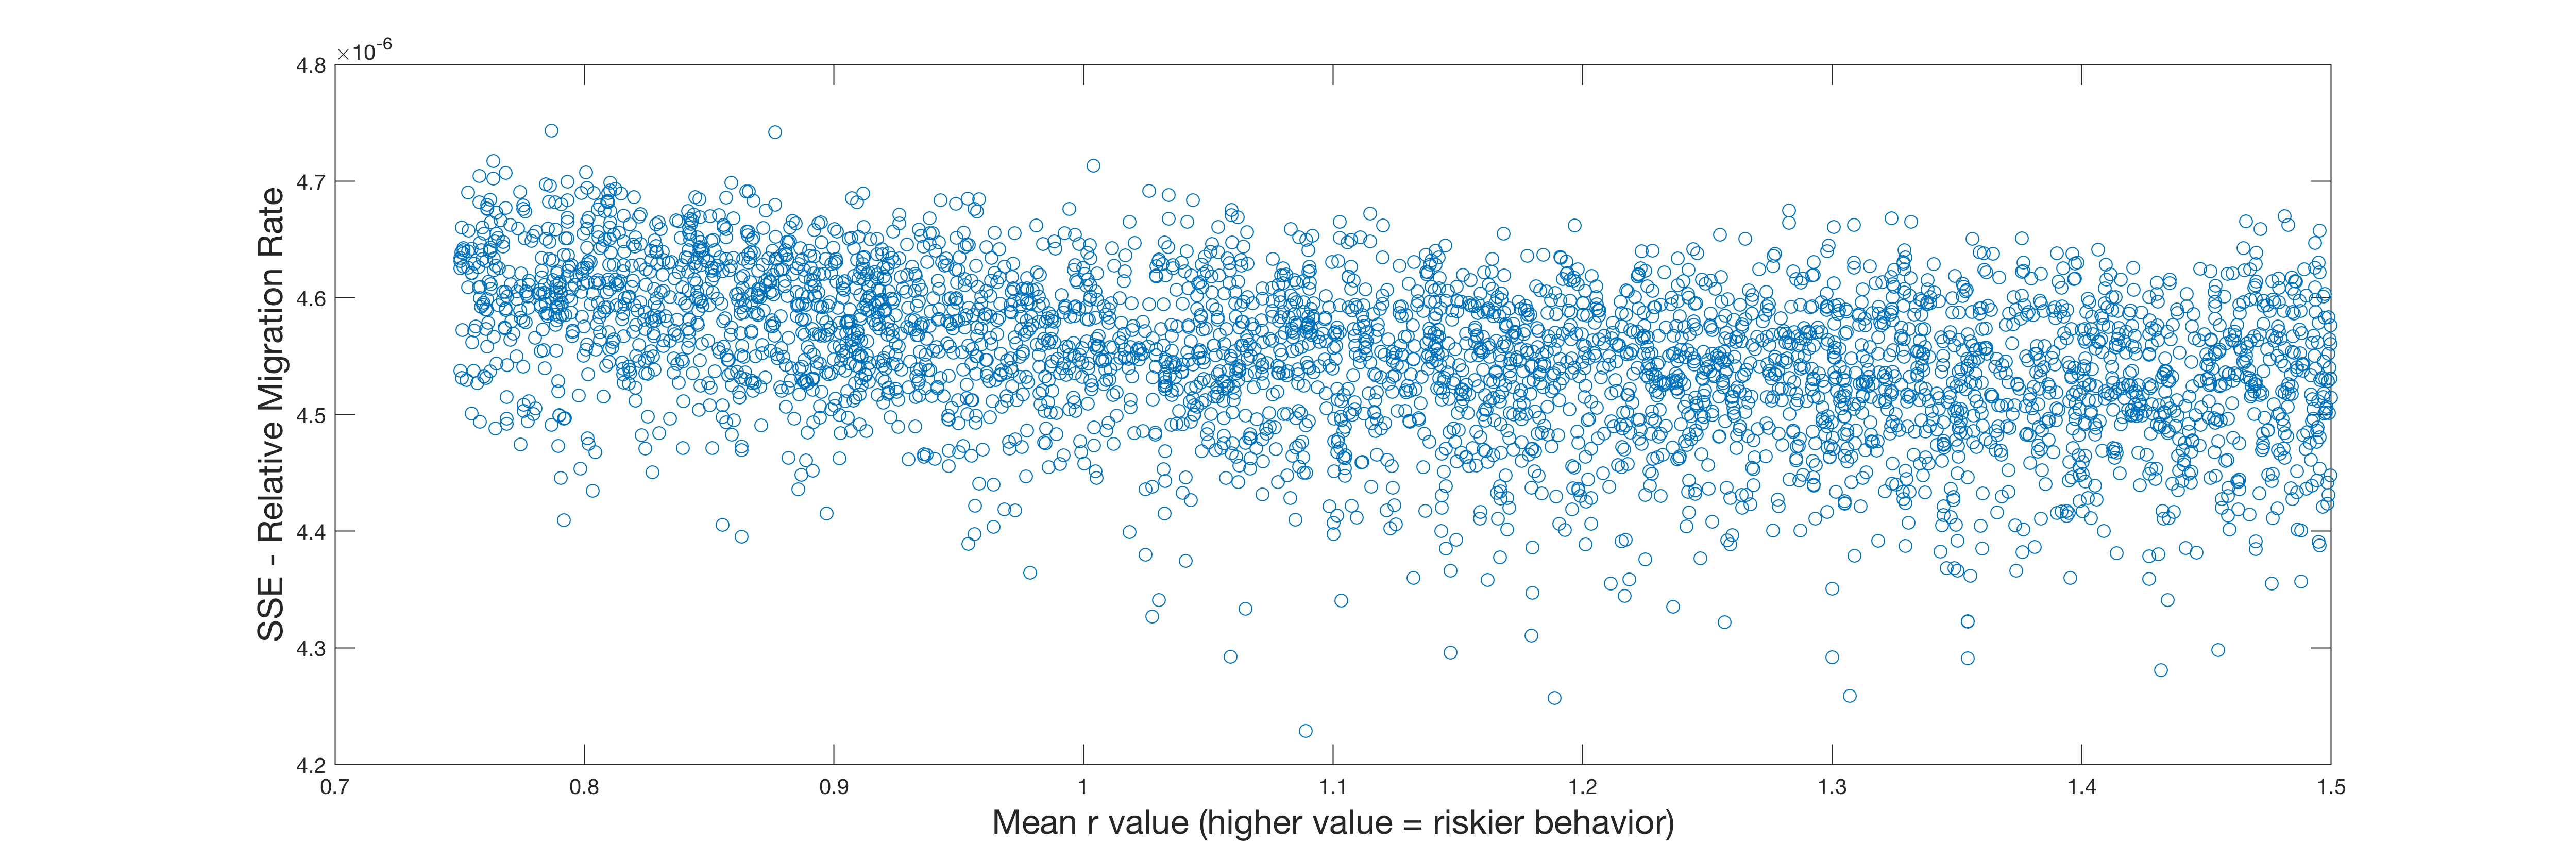 ×10-6
4.8
4.7
4.6
4.5
4.4
4.3
4.2
SSE - Relative Migration Rate
0.7 0.8 0.9 1 1.1 1.2 1.3 1.4 1.5
Mean r value (higher value = riskier behavior)